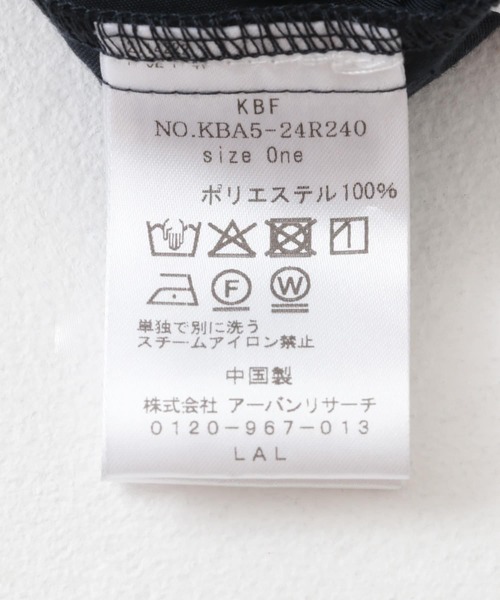 KBF
NO.KBA5-24R240
size One
ポリエステル100%
F W
単独で別に洗う
スチームアイロン禁止
中国製
株式会社 アーバンリサーチ
0120-967-013
LAL